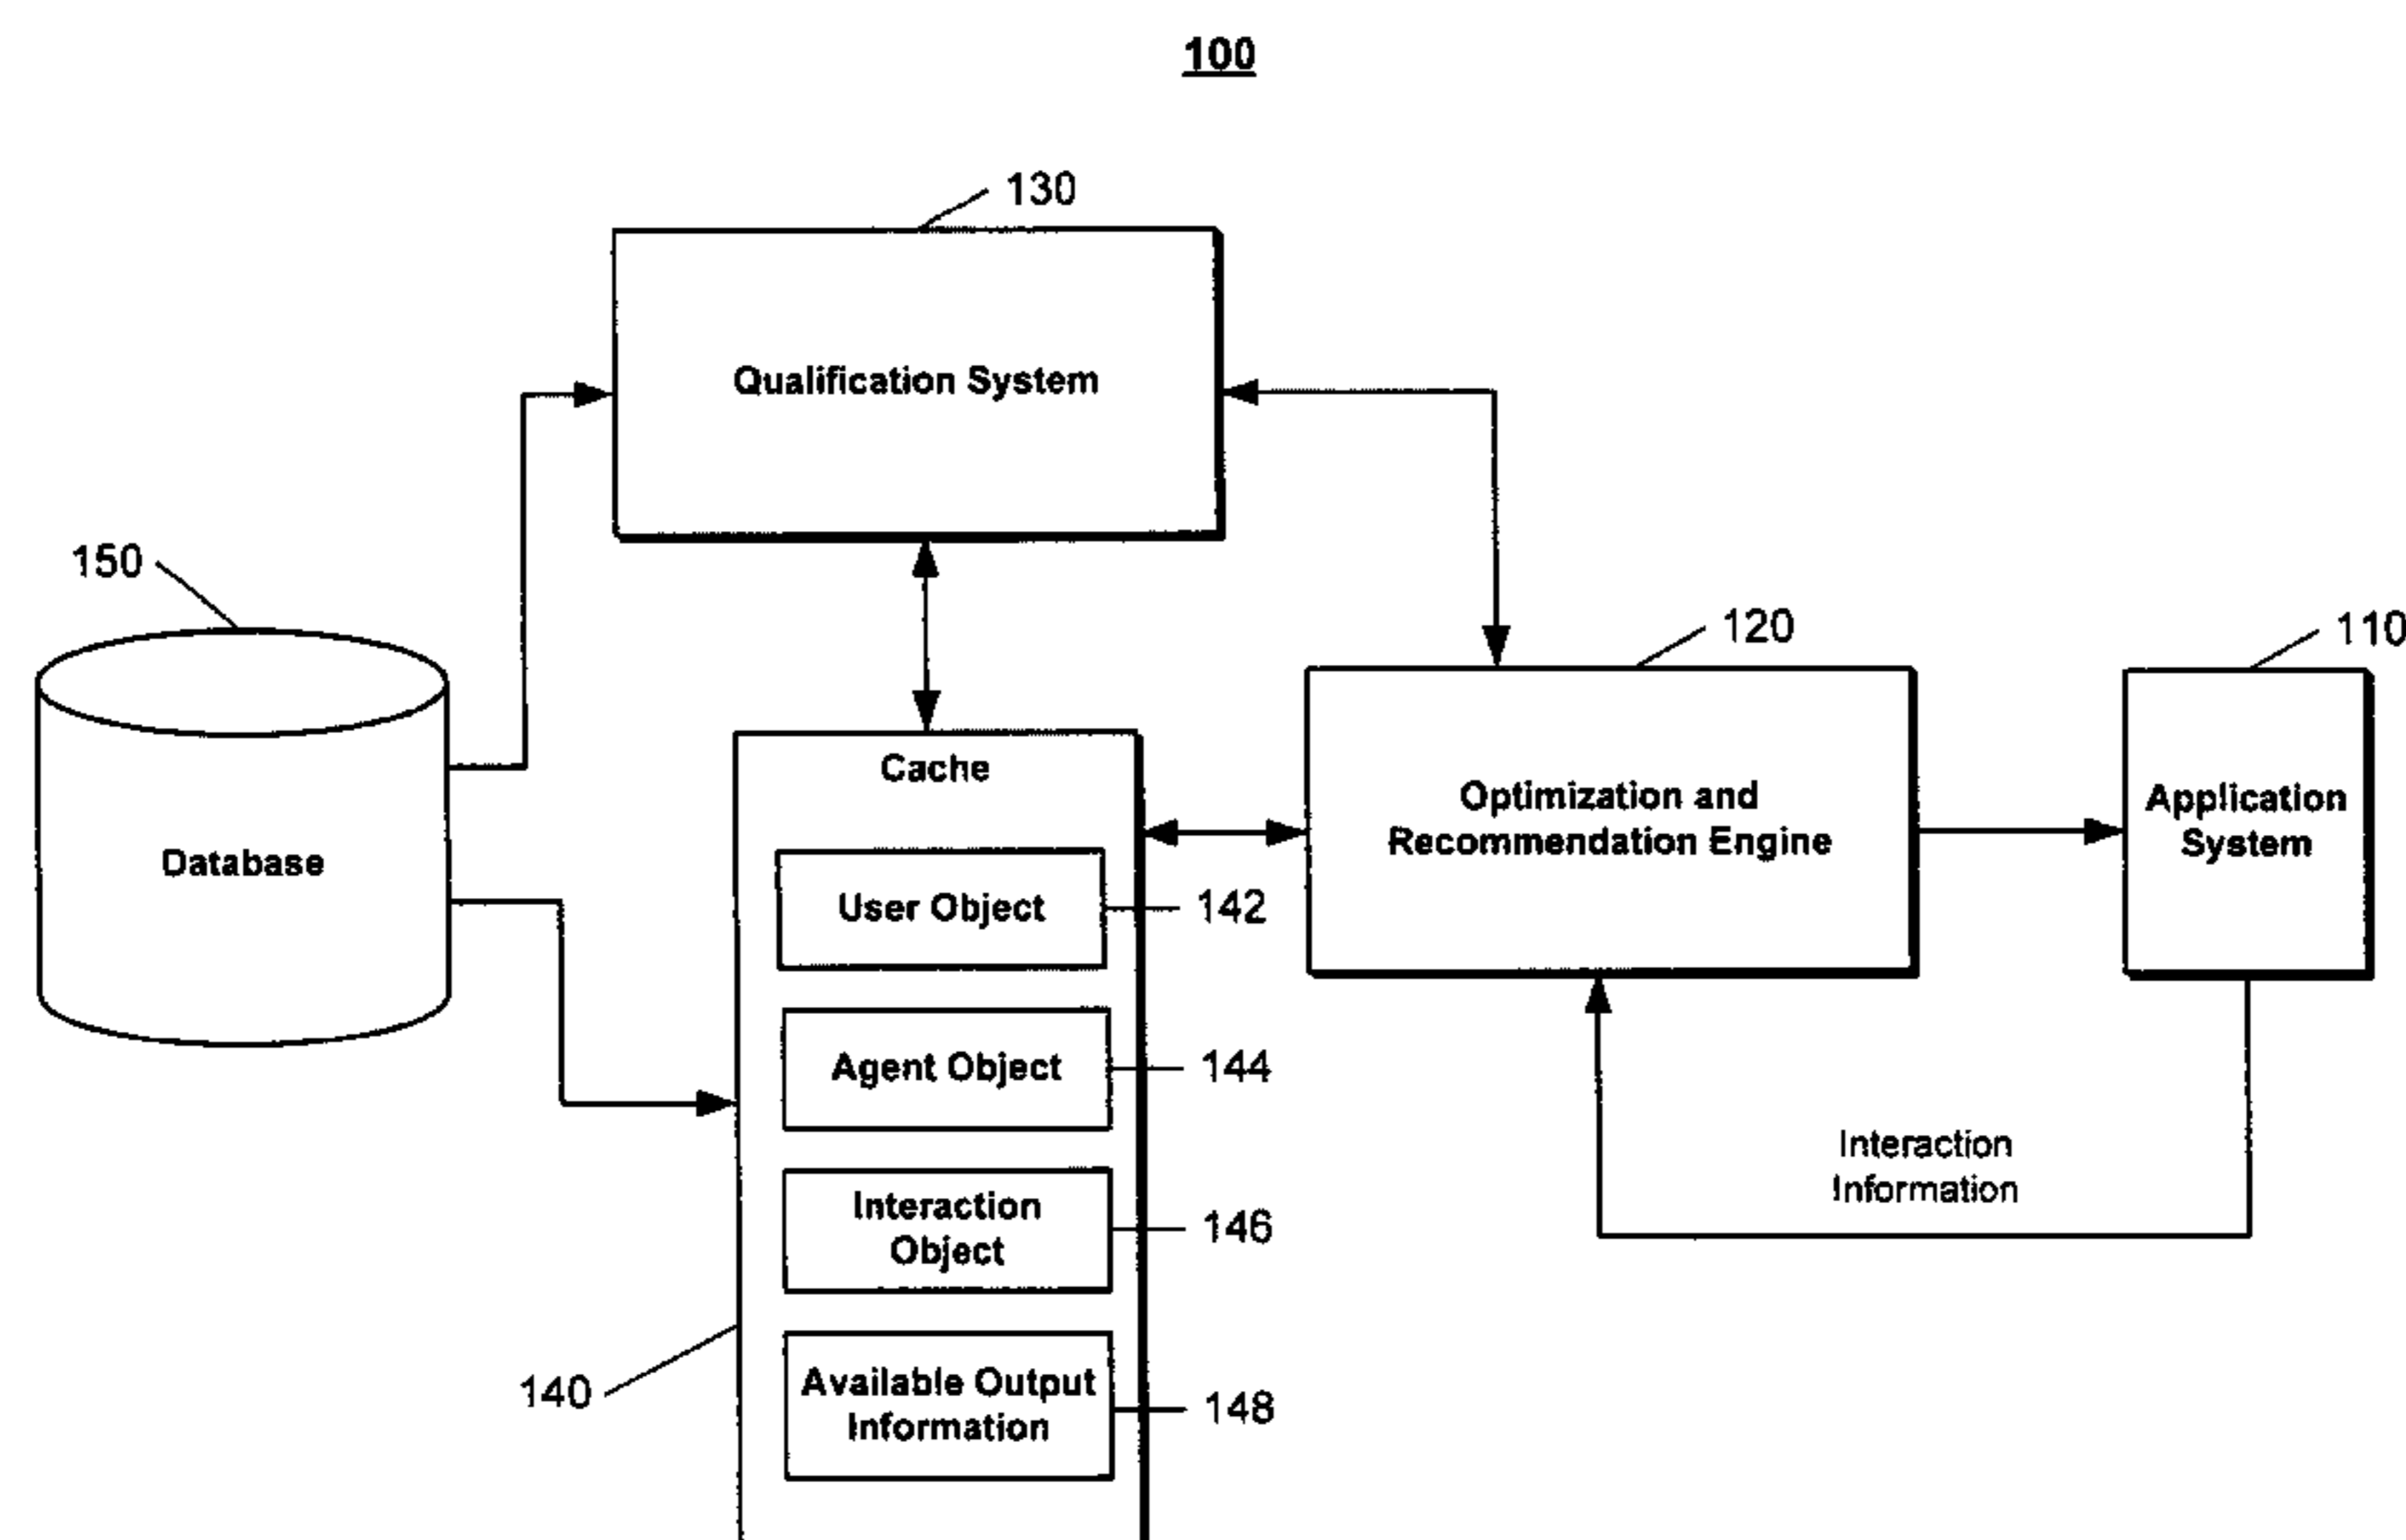 100
130
Qualification System
150
120
110
Cache
Database
Optimization and
Recommendation Engine
Application
System
User Object
142
Agent Object
144
Interaction
Object
146
Interaction
Information
140
Available Output
Information
148